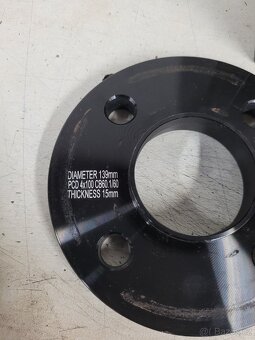 DIAMETER 139mm
PCD 4x100 CB60.1/60
THICKNESS 15mm